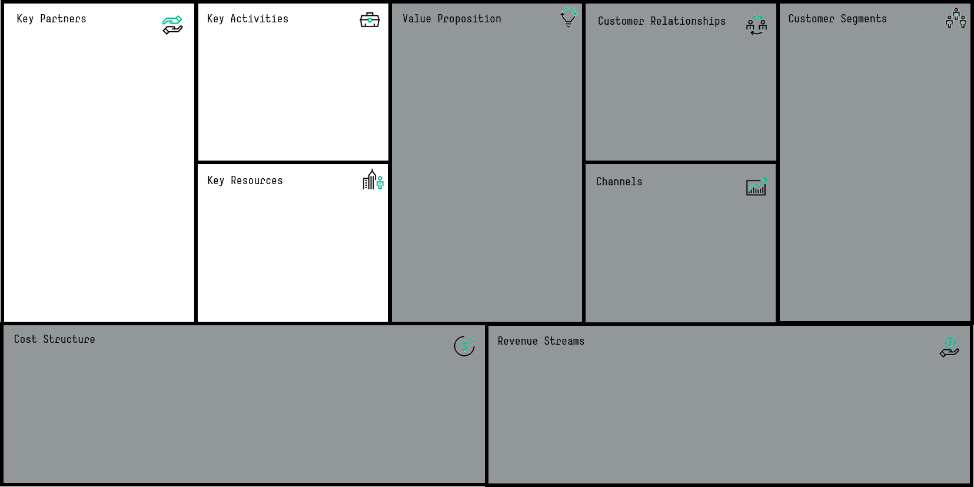 Key Partners
Key Activities
Value Proposition
Customer Relationships
Customer Segments
Key Resources
Channels
Cost Structure
$
Revenue Streams